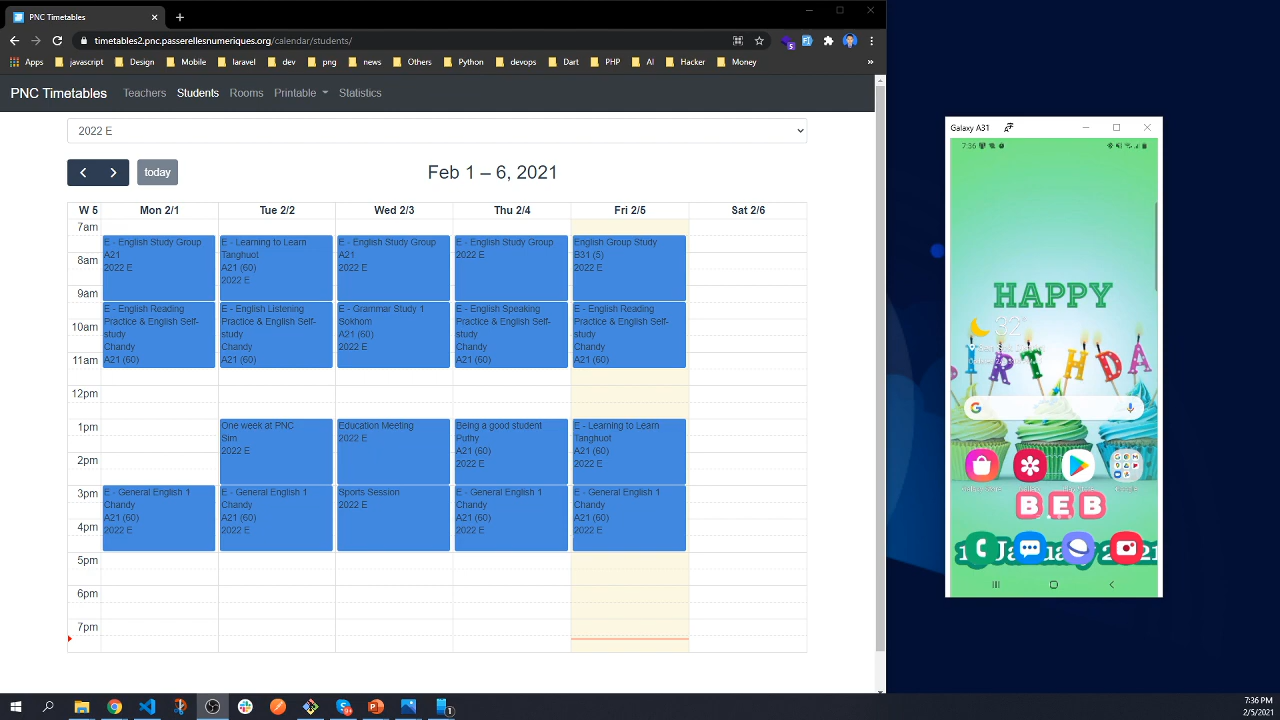 PNC Timetables
timetables2.pnc.passerellesnumeriques.org/calendar/students/
Apps javascript Design Mobile laravel dev png news Others Python devops Dart PHP AI Hacker Money »
PNC Timetables Teachers Students Rooms Printable Statistics
2022 E
today
Feb 1 – 6, 2021
W 5 Mon 2/1 Tue 2/2 Wed 2/3 Thu 2/4 Fri 2/5 Sat 2/6
7am
8am
9am
10am
11am
12pm
1pm
2pm
3pm
4pm
5pm
6pm
7pm
E - English Study Group
A21
2022 E
E - English Reading
Practice & English Self-
study
Chandy
A21 (60)
E - General English 1
Chandy
A21 (60)
2022 E
E - Learning to Learn
Tanghuot
A21 (60)
2022 E
E - English Listening
Practice & English Self-
study
Chandy
A21 (60)
One week at PNC
Sim
2022 E
E - General English 1
Chandy
A21 (60)
2022 E
E - English Study Group
A21
2022 E
E - Grammar Study 1
Sokhom
A21 (60)
2022 E
Education Meeting
2022 E
Sports Session
2022 E
E - English Study Group
2022 E
E - English Speaking
Practice & English Self-
study
Chandy
A21 (60)
Being a good student
Puthy
A21 (60)
2022 E
E - General English 1
Chandy
A21 (60)
2022 E
English Group Study
B31 (5)
2022 E
E - English Reading
Practice & English Self-
study
Chandy
A21 (60)
E - Learning to Learn
Tanghuot
A21 (60)
2022 E
E - General English 1
Chandy
A21 (60)
2022 E
Galaxy A31
7:36
HAPPY
32°
BIRTHDA
BEB
7:36 PM
2/5/2021